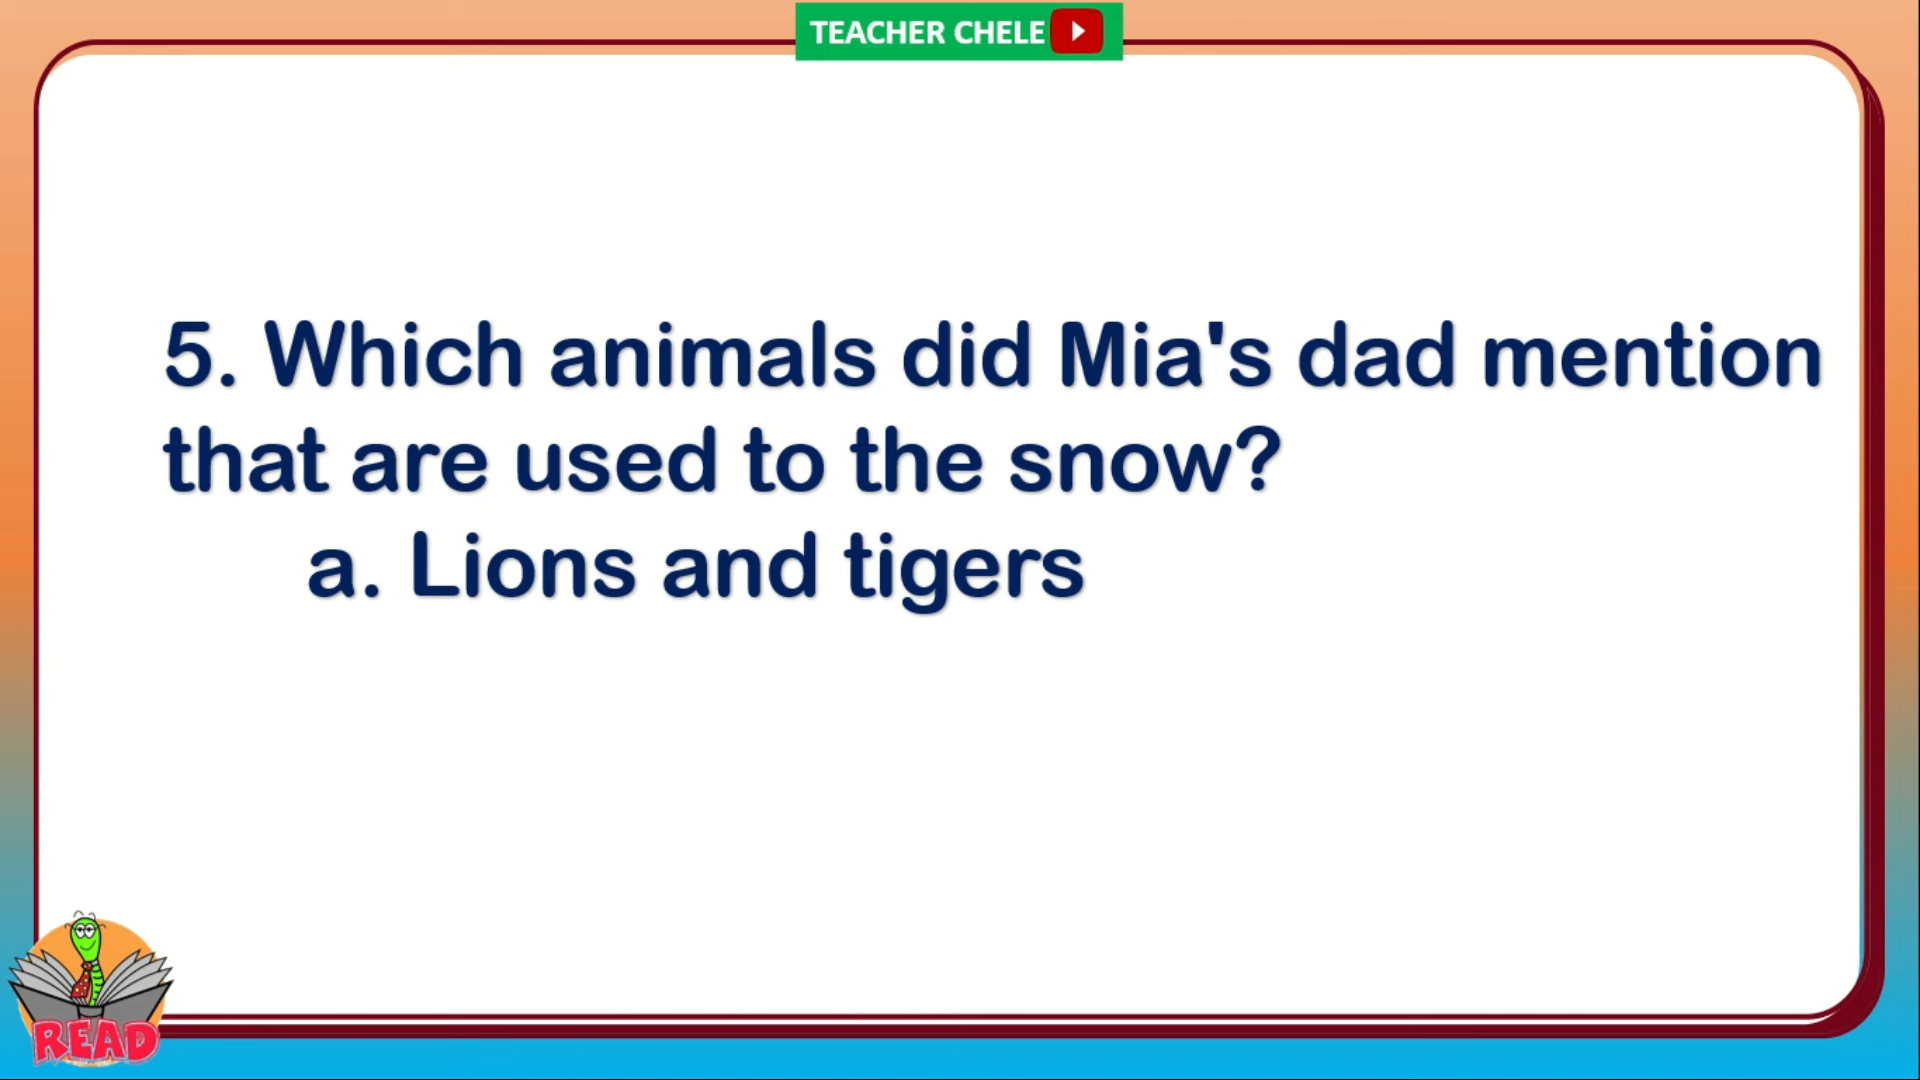 TEACHER CHELE
5. Which animals did Mia's dad mention
that are used to the snow?
a. Lions and tigers
READ